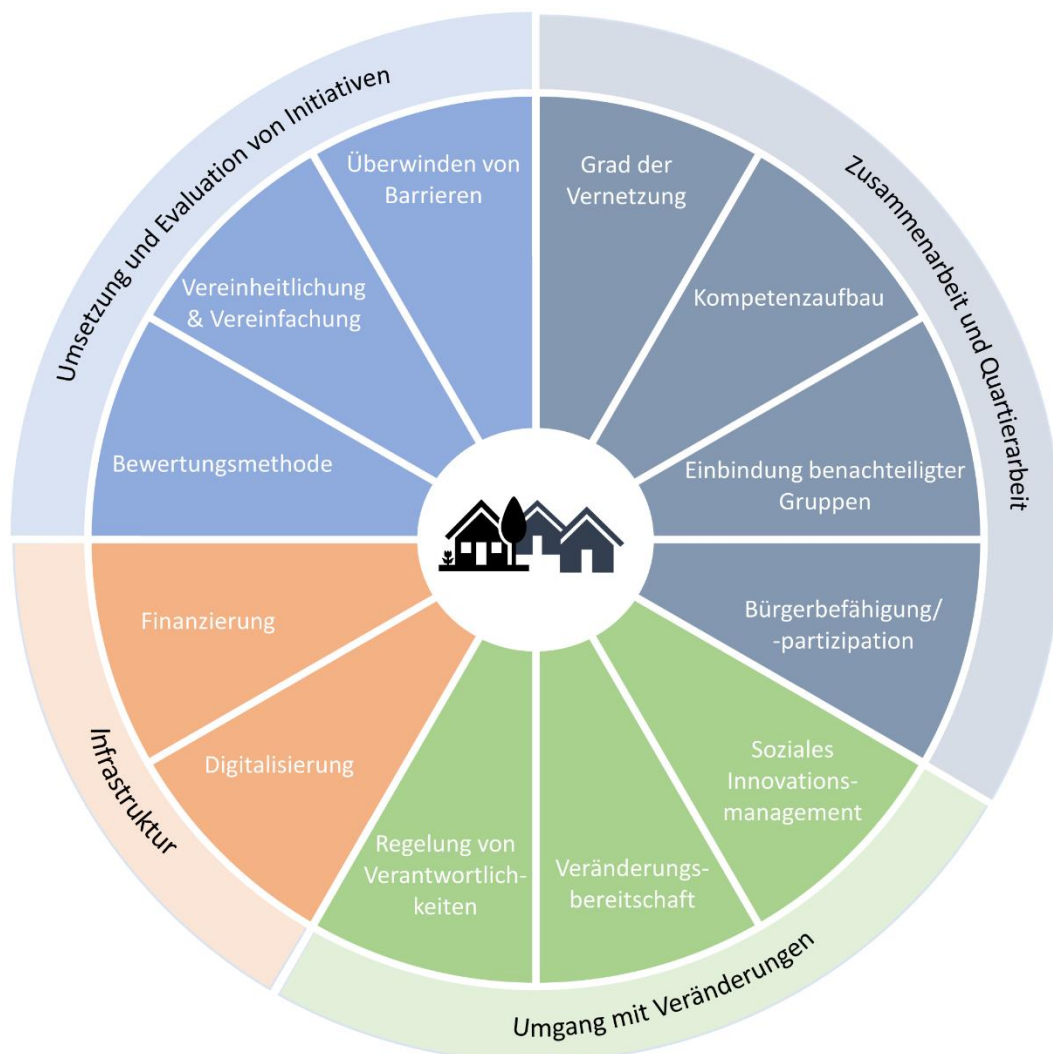 Umsetzung und Evaluation von Initiativen
Zusammenarbeit und Quartierarbeit
Umgang mit Veränderungen
Infrastruktur
Überwinden von
Barrieren
Grad der
Vernetzung
Kompetenzaufbau
Einbindung benachteiligter
Gruppen
Bürgerbefähigung/
-partizipation
Soziales
Innovations-
management
Veränderungs-
bereitschaft
Regelung von
Verantwortlich-
keiten
Digitalisierung
Finanzierung
Bewertungsmethode
Vereinheitlichung
& Vereinfachung